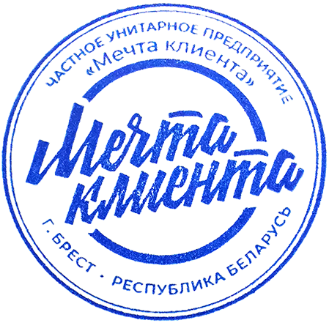 ЧАСТНОЕ УНИТАРНОЕ ПРЕДПРИЯТИЕ
«Мечта клиента»
Мечта
клиента
Г. БРЕСТ · РЕСПУБЛИКА БЕЛАРУСЬ